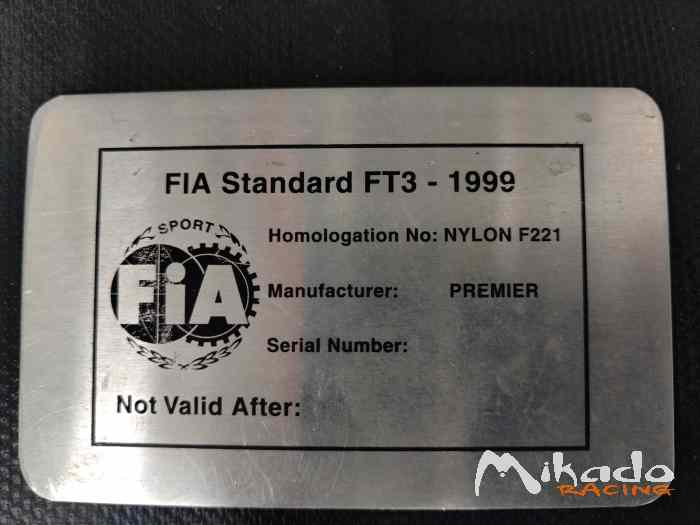 FIA Standard FT3 - 1999
SPORT
FiA
Homologation No: NYLON F221
Manufacturer: PREMIER
Serial Number:
Not Valid After:
Mikado
RACING